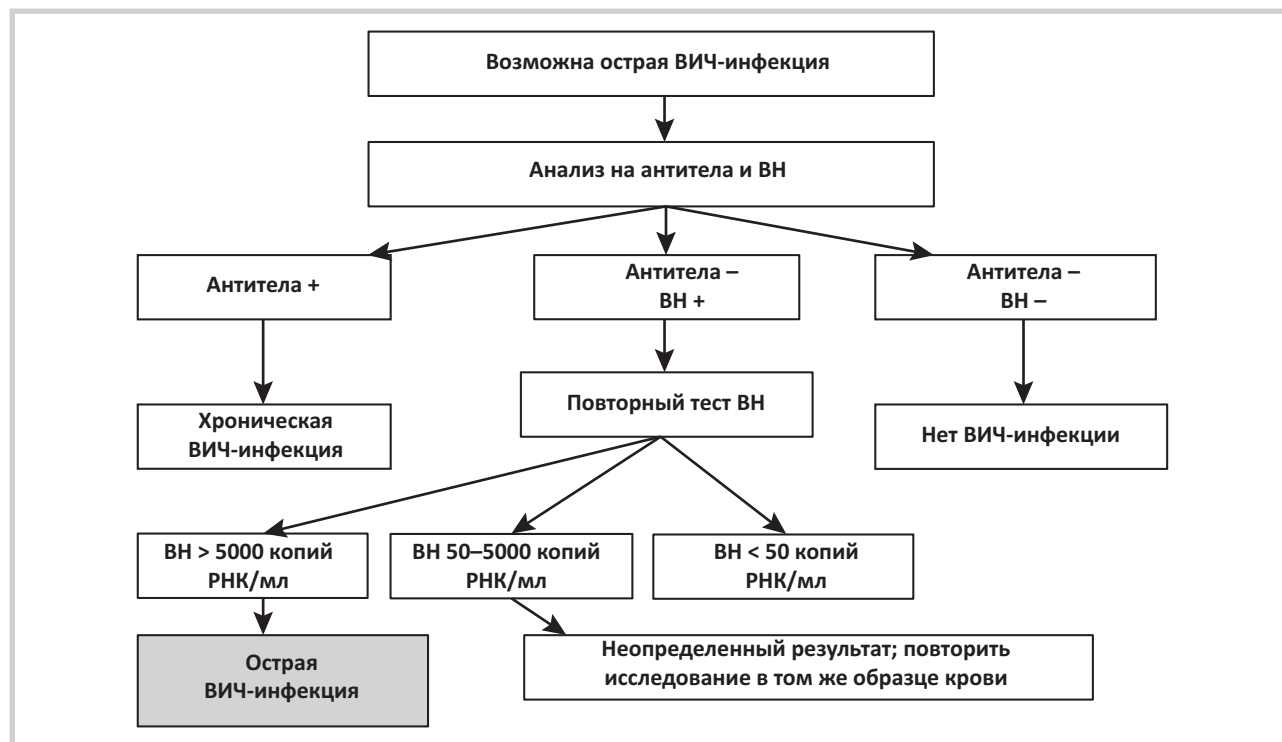 Возможна острая ВИЧ-инфекция
Анализ на антитела и ВН
Антитела +
Антитела –
ВН +
Антитела –
ВН –
Повторный тест ВН
Хроническая
ВИЧ-инфекция
Нет ВИЧ-инфекции
ВН > 5000 копий
РНК/мл
ВН 50–5000 копий
РНК/мл
ВН < 50 копий
РНК/мл
Острая
ВИЧ-инфекция
Неопределенный результат; повторить
исследование в том же образце крови